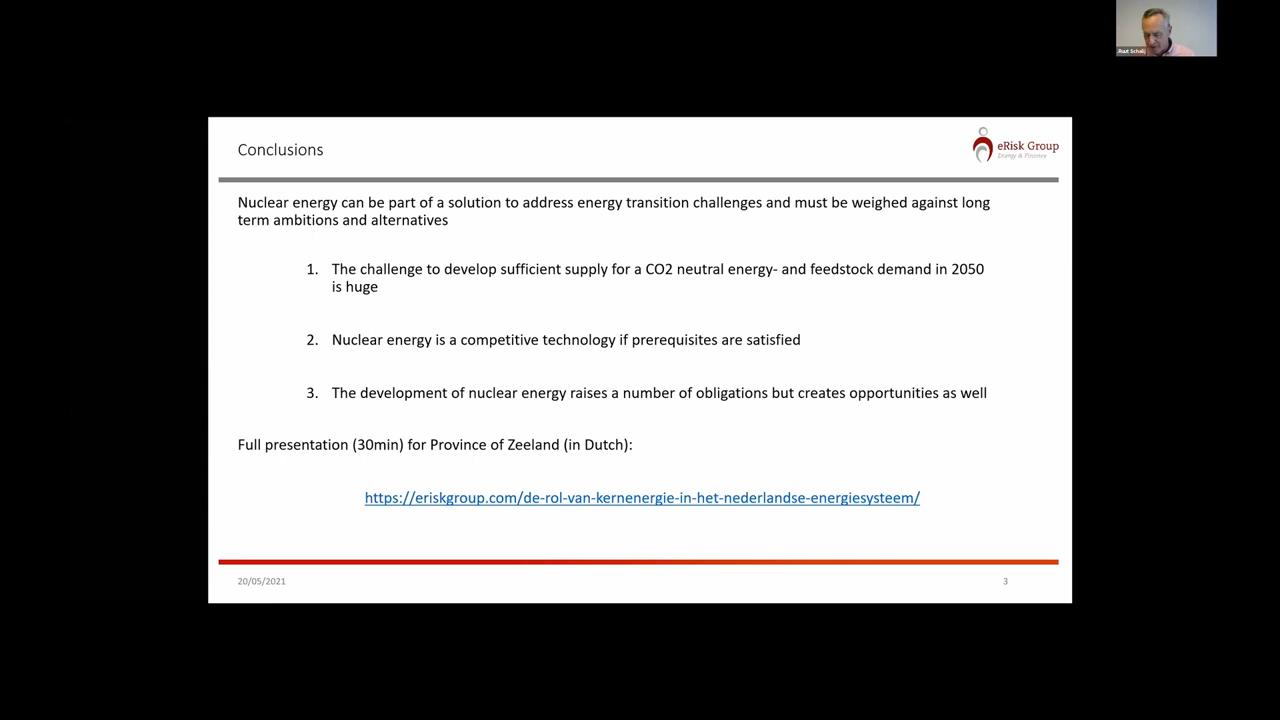 Ruut Schalij
Conclusions
eRisk Group
Energy & Finance
Nuclear energy can be part of a solution to address energy transition challenges and must be weighed against long
term ambitions and alternatives
1. The challenge to develop sufficient supply for a CO2 neutral energy- and feedstock demand in 2050
is huge
2. Nuclear energy is a competitive technology if prerequisites are satisfied
3. The development of nuclear energy raises a number of obligations but creates opportunities as well
Full presentation (30min) for Province of Zeeland (in Dutch):
https://eriskgroup.com/de-rol-van-kernenergie-in-het-nederlandse-energiesysteem/
20/05/2021
3